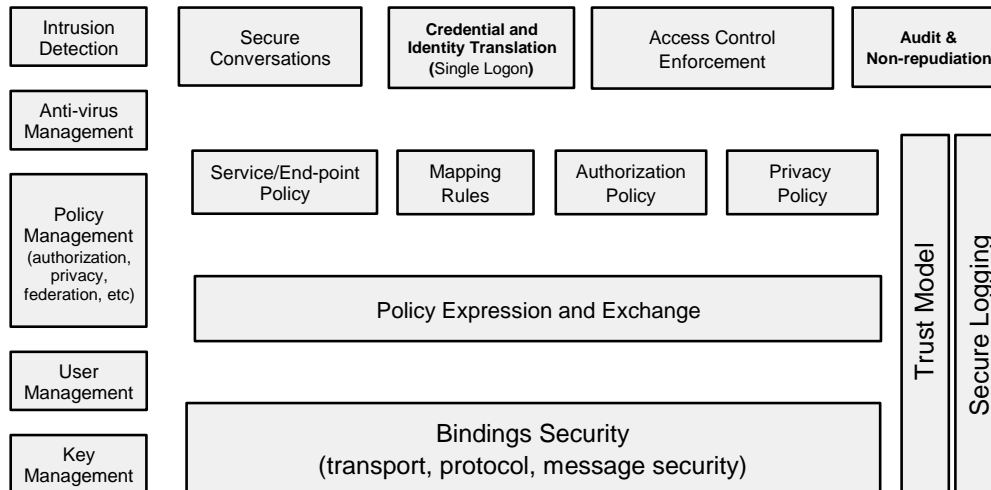 Intrusion
Detection
Secure
Conversations
Credential and
Identity Translation
(Single Logon)
Access Control
Enforcement
Audit &
Non-repudiation
Anti-virus
Management
Service/End-point
Policy
Mapping
Rules
Authorization
Policy
Privacy
Policy
Policy
Management
(authorization,
privacy,
federation, etc)
Policy Expression and Exchange
Trust Model
Secure Logging
User
Management
Bindings Security
(transport, protocol, message security)
Key
Management